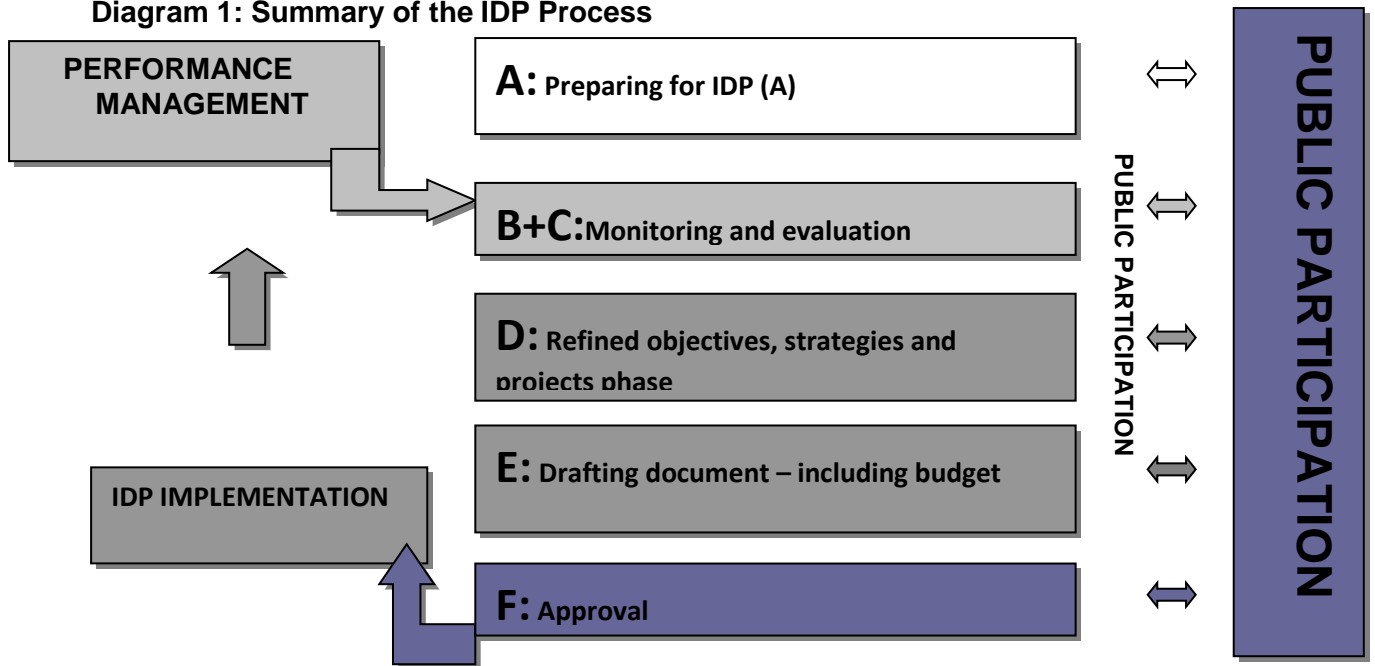 Diagram 1: Summary of the IDP Process
PERFORMANCE
MANAGEMENT
A: Preparing for IDP (A)
B+C:Monitoring and evaluation
D: Refined objectives, strategies and
projects phase
E: Drafting document – including budget
IDP IMPLEMENTATION
F: Approval
PUBLIC PARTICIPATION
PUBLIC PARTICIPATION